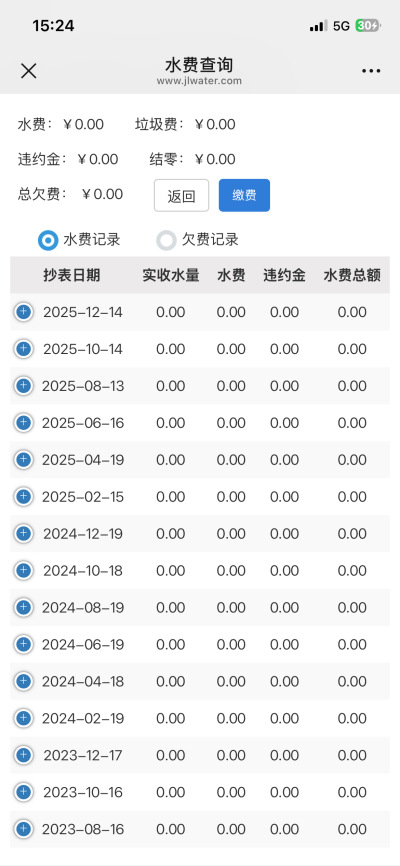 15:24 5G 30
水费查询
www.jlwater.com
水费：￥0.00 垃圾费：￥0.00
违约金：￥0.00 结零：￥0.00
总欠费：￥0.00 返回 缴费
水费记录 欠费记录
抄表日期 实收水量 水费 违约金 水费总额
2025-12-14 0.00 0.00 0.00 0.00
2025-10-14 0.00 0.00 0.00 0.00
2025-08-13 0.00 0.00 0.00 0.00
2025-06-16 0.00 0.00 0.00 0.00
2025-04-19 0.00 0.00 0.00 0.00
2025-02-15 0.00 0.00 0.00 0.00
2024-12-19 0.00 0.00 0.00 0.00
2024-10-18 0.00 0.00 0.00 0.00
2024-08-19 0.00 0.00 0.00 0.00
2024-06-19 0.00 0.00 0.00 0.00
2024-04-18 0.00 0.00 0.00 0.00
2024-02-19 0.00 0.00 0.00 0.00
2023-12-17 0.00 0.00 0.00 0.00
2023-10-16 0.00 0.00 0.00 0.00
2023-08-16 0.00 0.00 0.00 0.00